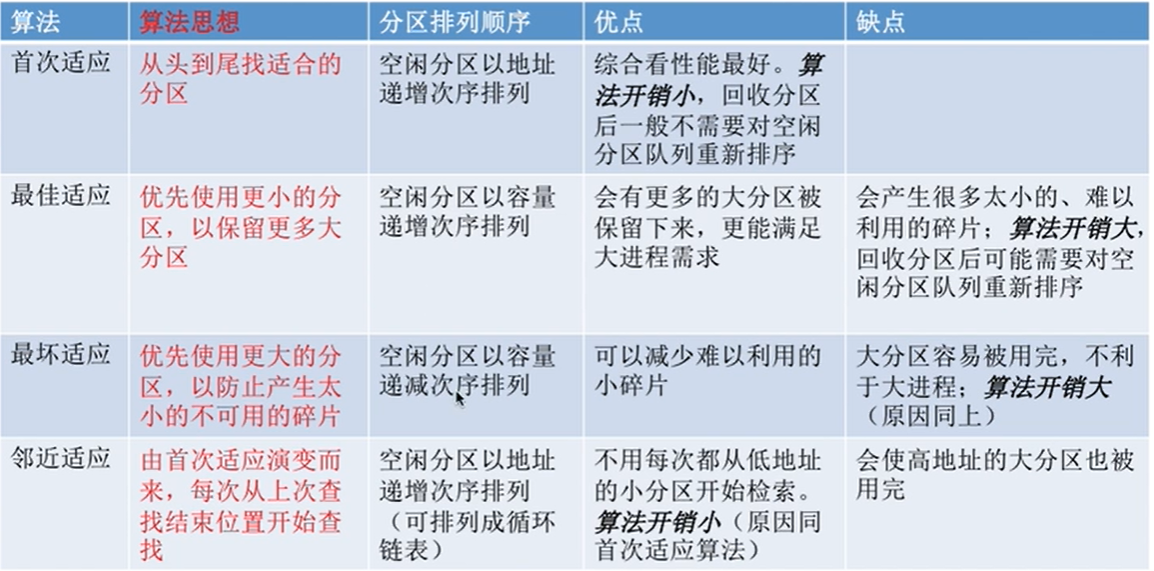 算法 算法思想 分区排列顺序 优点 缺点
首次适应
从头到尾找适合的
分区
空闲分区以地址
递增次序排列
综合看性能最好。算
法开销小，回收分区
后一般不需要对空闲
分区队列重新排序
最佳适应
优先使用更小的分
区，以保留更多大
分区
空闲分区以容量
递增次序排列
会有更多的大分区被
保留下来，更能满足
大进程需求
会产生很多太小的、难以
利用的碎片；算法开销大，
回收分区后可能需要对空
闲分区队列重新排序
最坏适应
优先使用更大的分
区，以防止产生太
小的不可用的碎片
空闲分区以容量
递减次序排列
可以减少难以利用的
小碎片
大分区容易被用完，不利
于大进程；算法开销大
（原因同上）
邻近适应
由首次适应演变而
来，每次从上次查
找结束位置开始查
找
空闲分区以地址
递增次序排列
（可排列成循环
链表）
不用每次都从低地址
的小分区开始检索。
算法开销小（原因同
首次适应算法）
会使高地址的大分区也被
用完